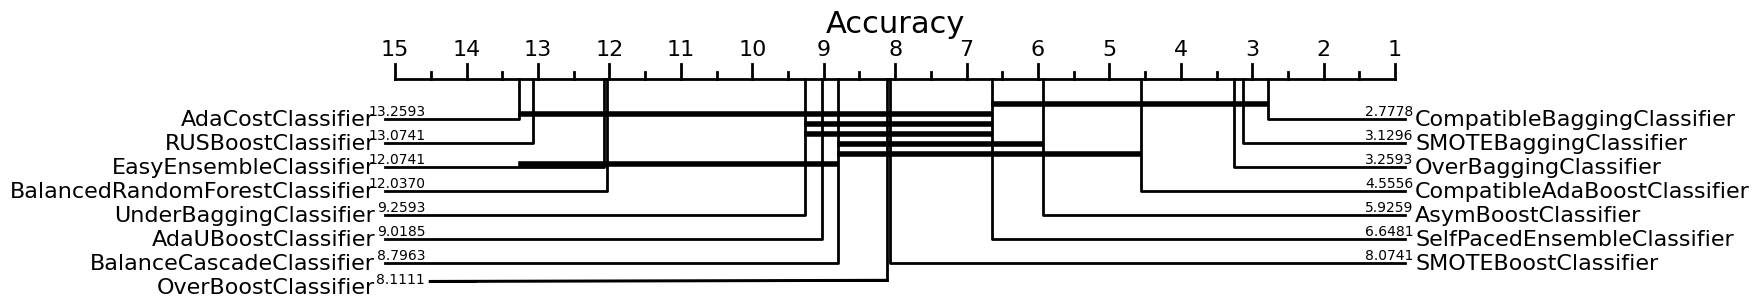 Accuracy
15 14 13 12 11 10 9 8 7 6 5 4 3 2 1
AdaCostClassifier 13.2593 2.7778 CompatibleBaggingClassifier
RUSBoostClassifier 13.0741 3.1296 SMOTEBaggingClassifier
EasyEnsembleClassifier 12.0741 3.2593 OverBaggingClassifier
BalancedRandomForestClassifier 12.0370 4.5556 CompatibleAdaBoostClassifier
UnderBaggingClassifier 9.2593 5.9259 AsymBoostClassifier
AdaUBoostClassifier 9.0185 6.6481 SelfPacedEnsembleClassifier
BalanceCascadeClassifier 8.7963 8.0741 SMOTEBoostClassifier
OverBoostClassifier 8.1111